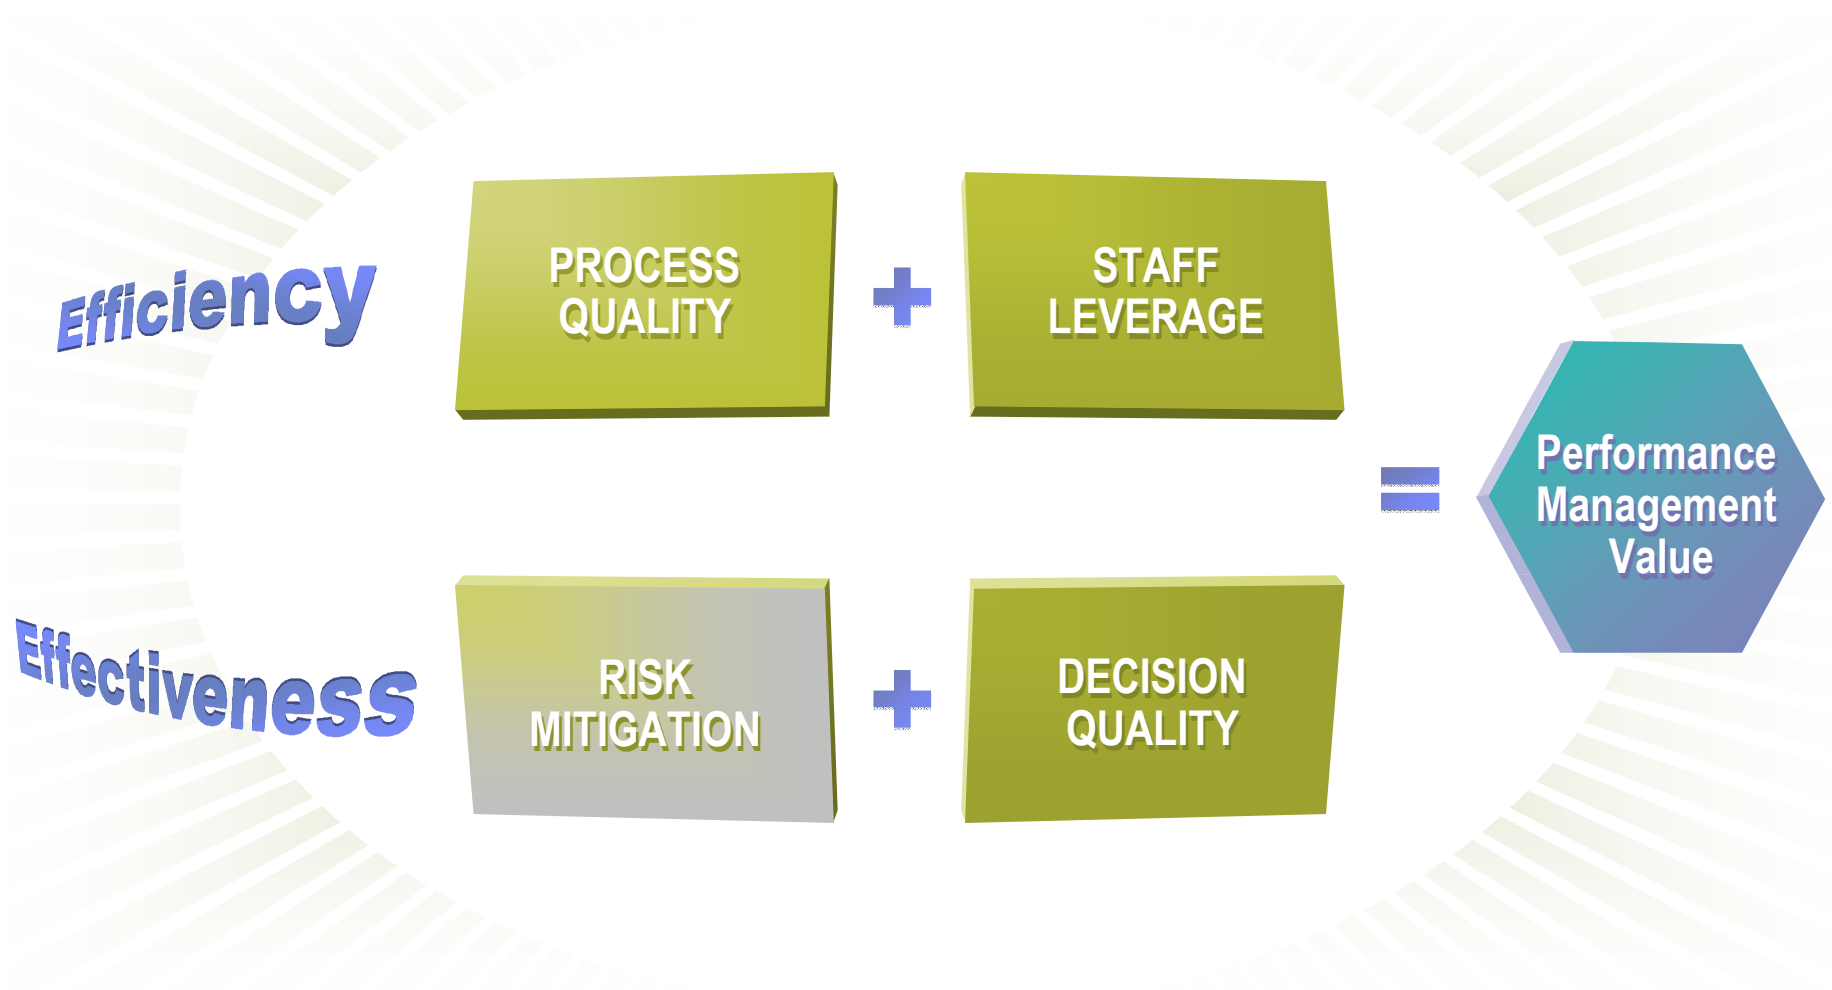 Efficiency
PROCESS
QUALITY
+
STAFF
LEVERAGE
=
Performance
Management
Value
Effectiveness
RISK
MITIGATION
+
DECISION
QUALITY